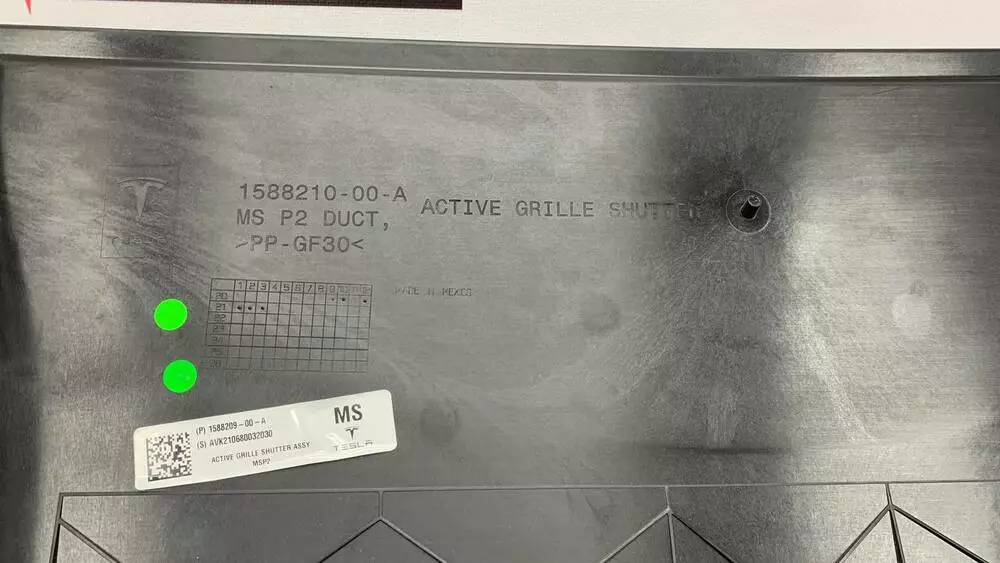 1588210-00-A
MS P2 DUCT, ACTIVE GRILLE SHUTTER
>PP-GF30<
TESLA
1 2 3 4 5 6 7 8 9 10 11 12
20
21
22
23
24
25
26
MADE IN MEXICO
(P) 1588209-00-A
(S) AVK210680032030
ACTIVE GRILLE SHUTTER ASSY
MSP2
MS
TESLA